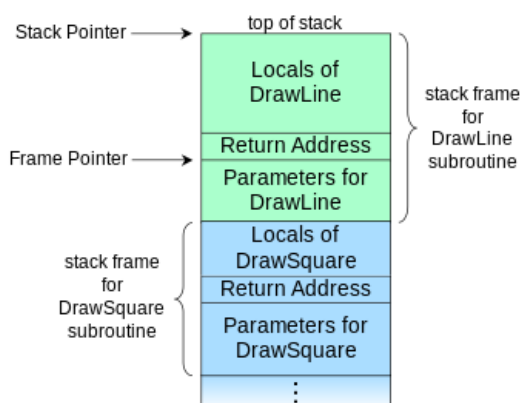 top of stack
Stack Pointer
Locals of
DrawLine
stack frame
for
DrawLine
subroutine
Return Address
Frame Pointer
Parameters for
DrawLine
Locals of
DrawSquare
stack frame
for
DrawSquare
subroutine
Return Address
Parameters for
DrawSquare
⋮